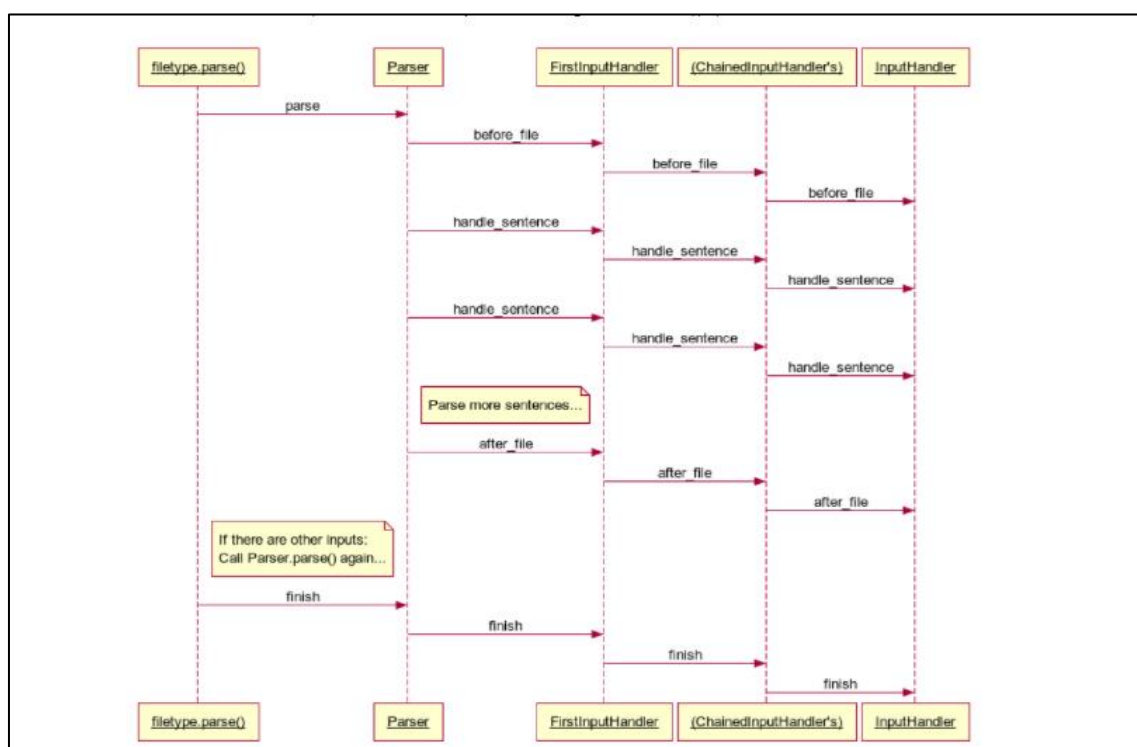 filetype.parse()
Parser
FirstInputHandler
(ChainedInputHandler's)
InputHandler
parse
before_file
before_file
before_file
handle_sentence
handle_sentence
handle_sentence
handle_sentence
handle_sentence
handle_sentence
Parse more sentences...
after_file
after_file
after_file
If there are other inputs:
Call Parser.parse() again...
finish
finish
finish
finish
filetype.parse()
Parser
FirstInputHandler
(ChainedInputHandler's)
InputHandler